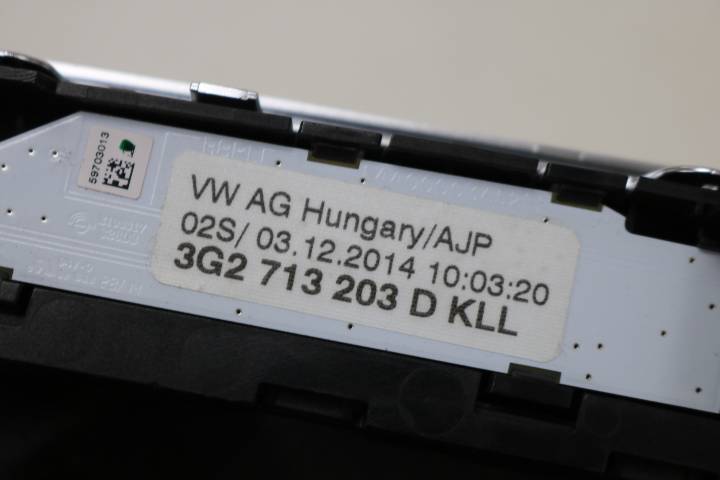 59703013
VW AG Hungary/AJP
02S/ 03.12.2014 10:03:20
3G2 713 203 D KLL